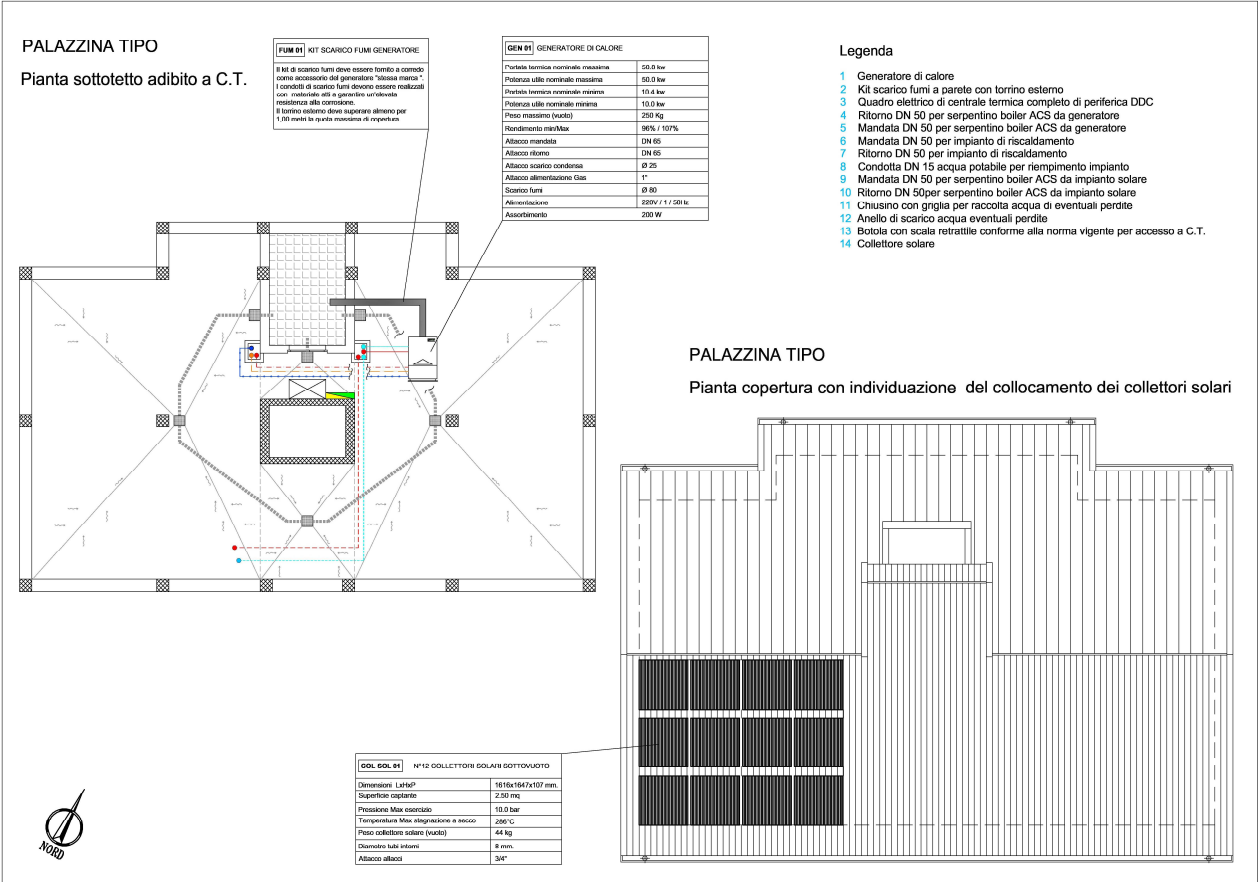 PALAZZINA TIPO
Pianta sottotetto adibito a C.T.
FUM 01 KIT SCARICO FUMI GENERATORE
Il kit di scarico fumi deve essere fornito a corredo
come accessorio del generatore "stessa marca ".
I condotti di scarico fumi devono essere realizzati
con materiale atti a garantire un'elevata
resistenza alla corrosione.
Il torrino esterno deve superare almeno per
1,00 metri la quota massima di copertura
GEN 01 GENERATORE DI CALORE
Portata termica nominale massima 50.0 kw
Potenza utile nominale massima 50.0 kw
Portata termica nominale minima 10.4 kw
Potenza utile nominale minima 10.0 kw
Peso massimo (vuoto) 250 Kg
Rendimento min/Max 96% / 107%
Attacco mandata DN 65
Attacco ritorno DN 65
Attacco scarico condensa Ø 25
Attacco alimentazione Gas 1"
Scarico fumi Ø 80
Alimentazione 220V / 1 / 50Hz
Assorbimento 200 W
Legenda
1 Generatore di calore
2 Kit scarico fumi a parete con torrino esterno
3 Quadro elettrico di centrale termica completo di periferica DDC
4 Ritorno DN 50 per serpentino boiler ACS da generatore
5 Mandata DN 50 per serpentino boiler ACS da generatore
6 Mandata DN 50 per impianto di riscaldamento
7 Ritorno DN 50 per impianto di riscaldamento
8 Condotta DN 15 acqua potabile per riempimento impianto
9 Mandata DN 50 per serpentino boiler ACS da impianto solare
10 Ritorno DN 50per serpentino boiler ACS da impianto solare
11 Chiusino con griglia per raccolta acqua di eventuali perdite
12 Anello di scarico acqua eventuali perdite
13 Botola con scala retrattile conforme alla norma vigente per accesso a C.T.
14 Collettore solare
PALAZZINA TIPO
Pianta copertura con individuazione del collocamento dei collettori solari
COL SOL 01 N°12 COLLETTORI SOLARI SOTTOVUOTO
Dimensioni LxHxP 1616x1647x107 mm.
Superficie captante 2.50 mq
Pressione Max esercizio 10.0 bar
Temperatura Max stagnazione a secco 286°C
Peso collettore solare (vuoto) 44 kg
Diametro tubi interni 8 mm.
Attacco allacci 3/4"
NORD